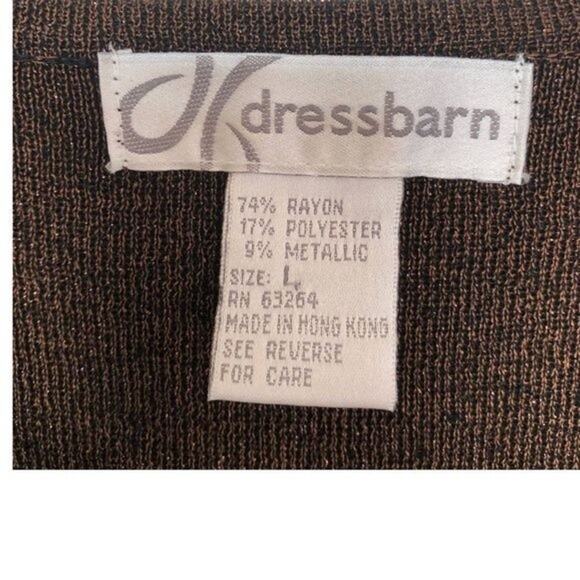 dressbarn
74% RAYON
17% POLYESTER
9% METALLIC
SIZE: L
RN 63264
MADE IN HONG KONG
SEE REVERSE
FOR CARE